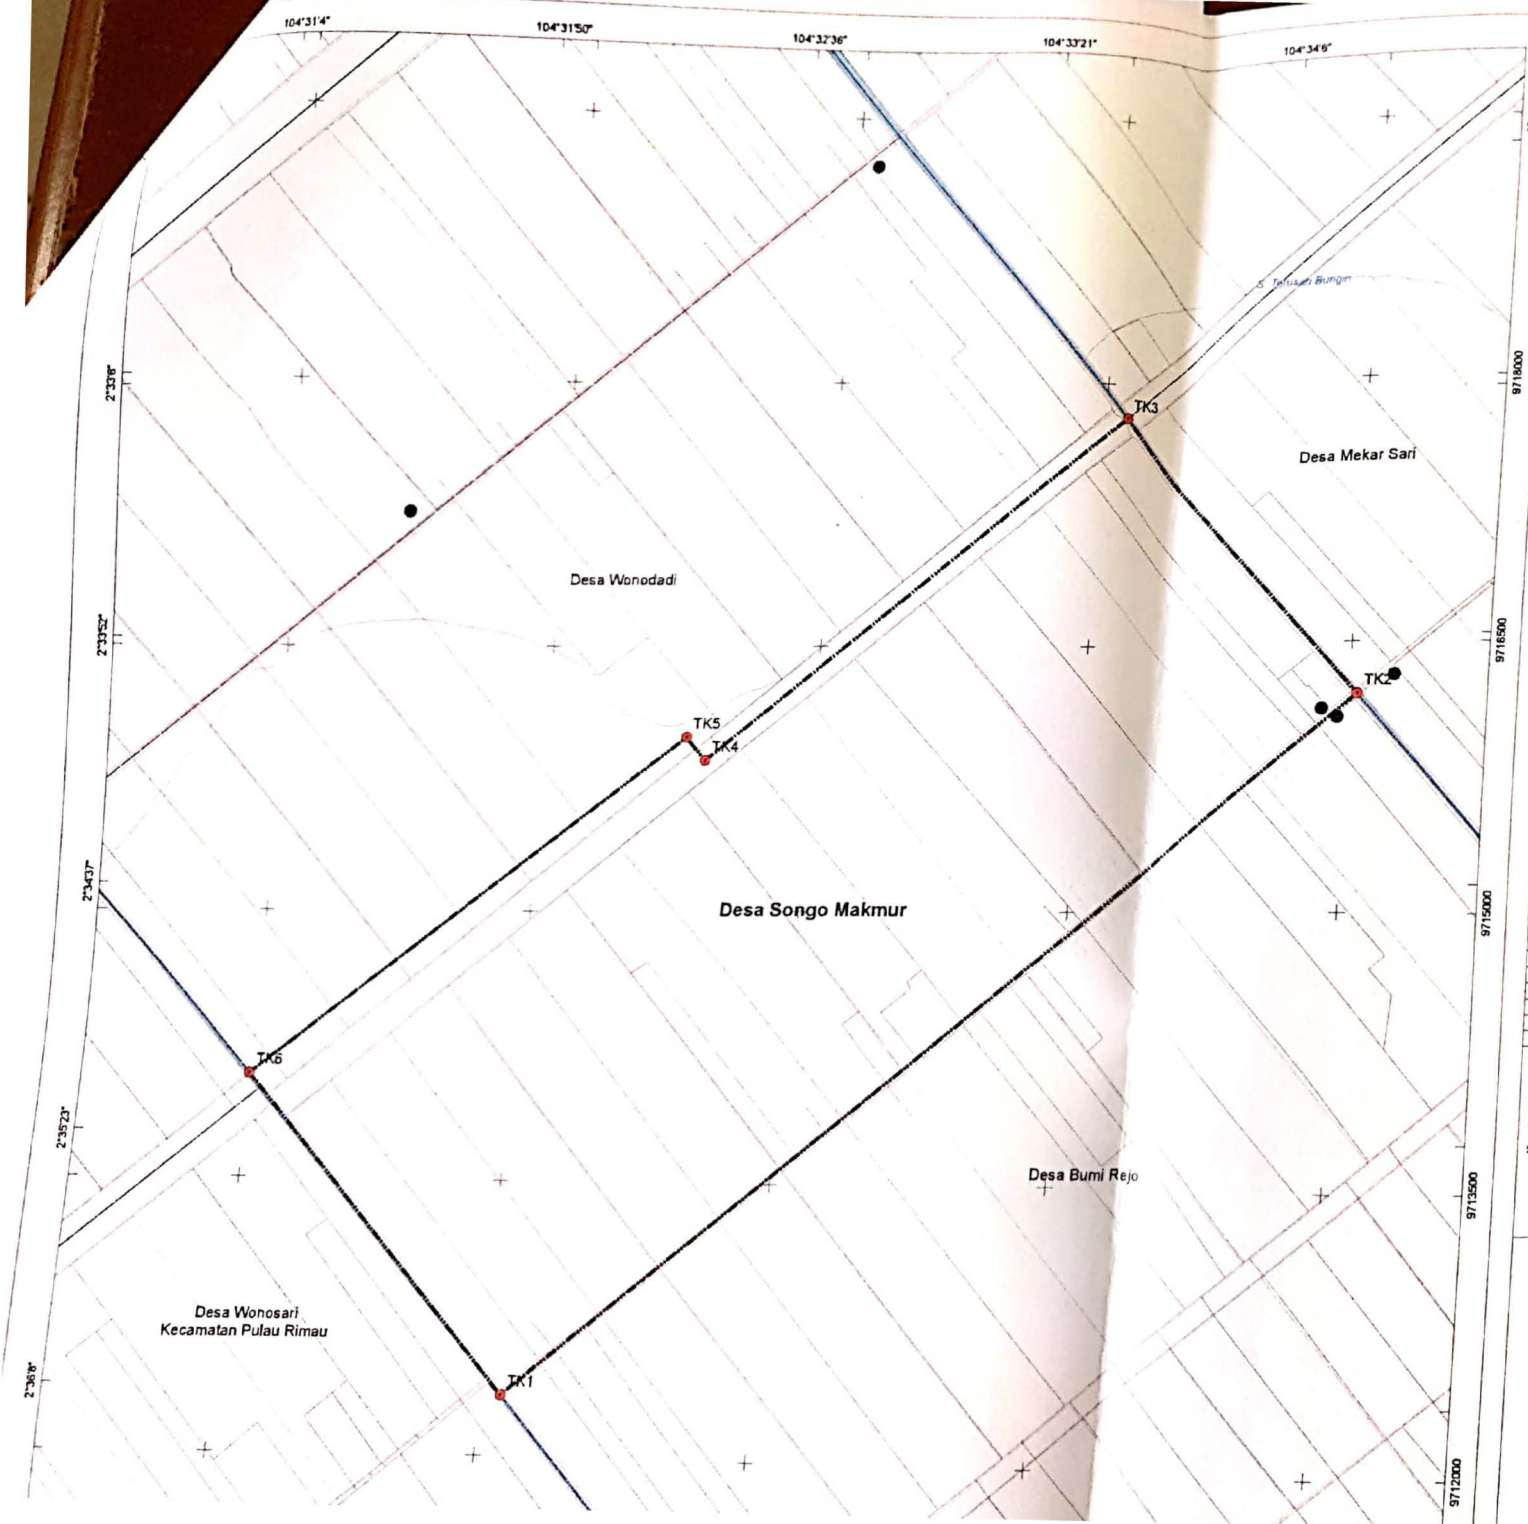 104°31'4"
104°31'50"
104°32'36"
104°33'21"
104°34'6"
S. Terusan Bungin
2°33'6"
9718000
TK3
Desa Mekar Sari
Desa Wonodadi
2°33'52"
9716500
TK2
TK5
TK4
2°34'37"
Desa Songo Makmur
9715000
TK6
2°35'23"
Desa Bumi Rejo
9713500
Desa Wonosari
Kecamatan Pulau Rimau
2°36'8"
TK1
9712000